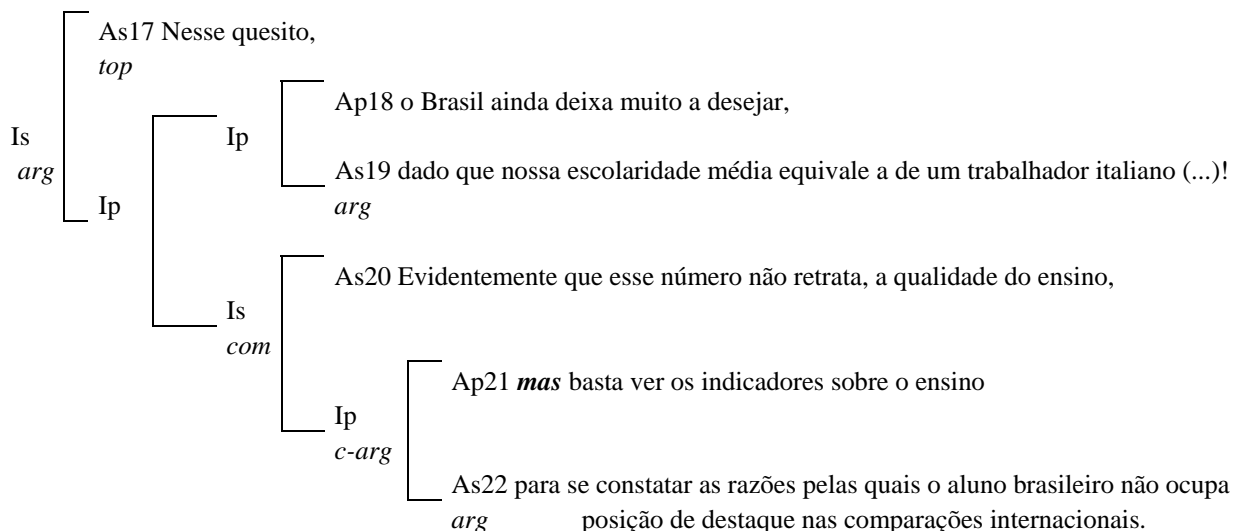 As17 Nesse quesito,
top
Ap18 o Brasil ainda deixa muito a desejar,
Is
Ip
arg
As19 dado que nossa escolaridade média equivale a de um trabalhador italiano (...)!
Ip
arg
As20 Evidentemente que esse número não retrata, a qualidade do ensino,
Is
com
Ap21 mas basta ver os indicadores sobre o ensino
Ip
c-arg
As22 para se constatar as razões pelas quais o aluno brasileiro não ocupa
arg posição de destaque nas comparações internacionais.